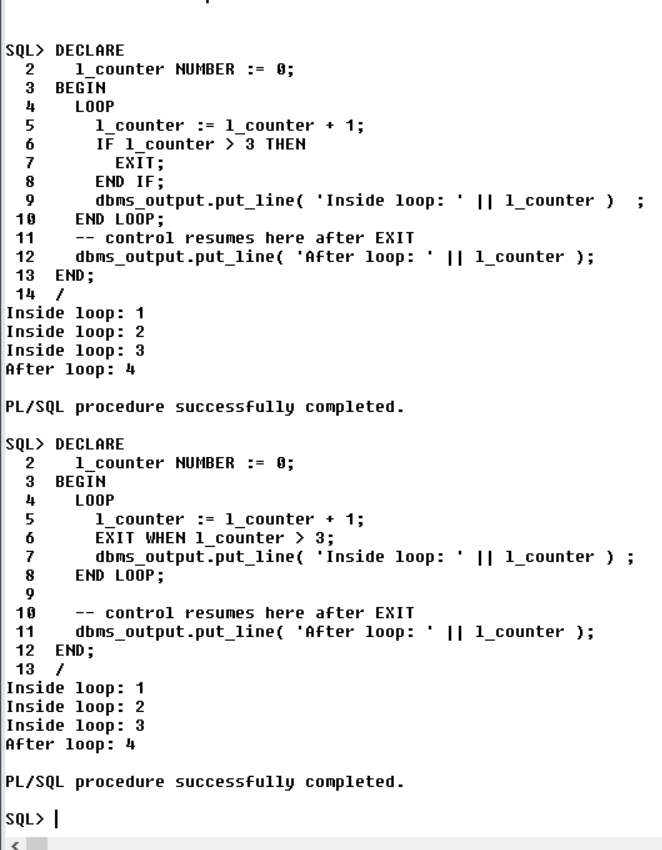 SQL> DECLARE
  2    l_counter NUMBER := 0;
  3  BEGIN
  4    LOOP
  5      l_counter := l_counter + 1;
  6      IF l_counter > 3 THEN
  7        EXIT;
  8      END IF;
  9      dbms_output.put_line( 'Inside loop: ' || l_counter )  ;
 10    END LOOP;
 11    -- control resumes here after EXIT
 12    dbms_output.put_line( 'After loop: ' || l_counter );
 13  END;
 14  /
Inside loop: 1
Inside loop: 2
Inside loop: 3
After loop: 4

PL/SQL procedure successfully completed.

SQL> DECLARE
  2    l_counter NUMBER := 0;
  3  BEGIN
  4    LOOP
  5      l_counter := l_counter + 1;
  6      EXIT WHEN l_counter > 3;
  7      dbms_output.put_line( 'Inside loop: ' || l_counter ) ;
  8    END LOOP;
  9
 10    -- control resumes here after EXIT
 11    dbms_output.put_line( 'After loop: ' || l_counter );
 12  END;
 13  /
Inside loop: 1
Inside loop: 2
Inside loop: 3
After loop: 4

PL/SQL procedure successfully completed.

SQL>